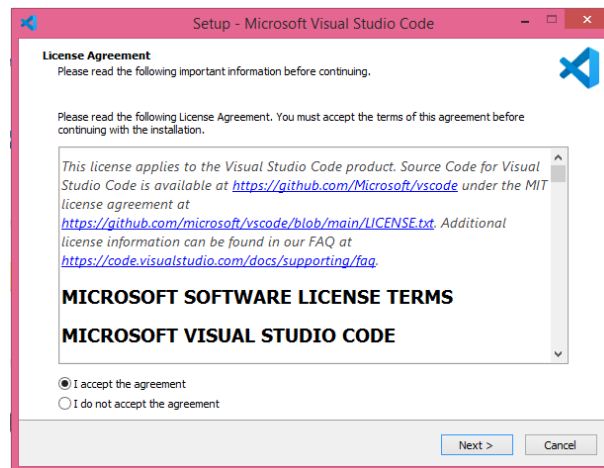 Setup - Microsoft Visual Studio Code
License Agreement
Please read the following important information before continuing.
Please read the following License Agreement. You must accept the terms of this agreement before
continuing with the installation.
This license applies to the Visual Studio Code product. Source Code for Visual
Studio Code is available at https://github.com/Microsoft/vscode under the MIT
license agreement at
https://github.com/microsoft/vscode/blob/main/LICENSE.txt. Additional
license information can be found in our FAQ at
https://code.visualstudio.com/docs/supporting/faq.
MICROSOFT SOFTWARE LICENSE TERMS
MICROSOFT VISUAL STUDIO CODE
I accept the agreement
I do not accept the agreement
Next >
Cancel